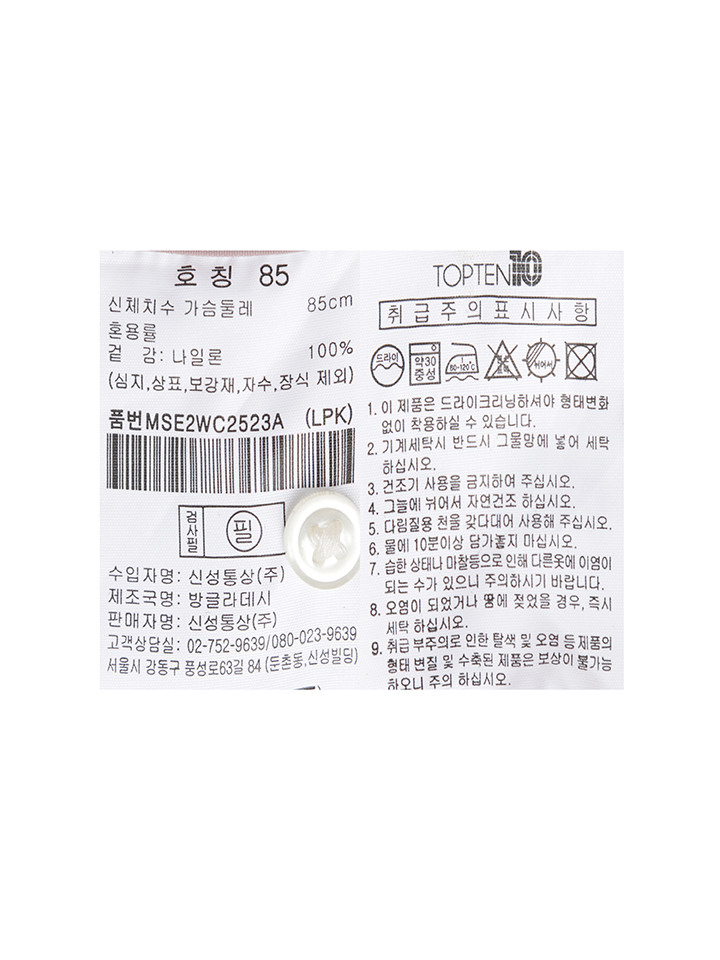 호 칭 85
신체치수 가슴둘레 85cm
혼용률
겉 감: 나일론 100%
(심지,상표,보강재,자수,장식 제외)
품번MSE2WC2523A (LPK)
검사필 필
수입자명: 신성통상(주)
제조국명: 방글라데시
판매자명: 신성통상(주)
고객상담실: 02-752-9639/080-023-9639
서울시 강동구 풍성로63길 84 (둔촌동,신성빌딩)
TOPTEN10
취급주의표시사항
드라이 약30 중성 1 80-120°C 뉘어서
1. 이 제품은 드라이크리닝하셔야 형태변화
없이 착용하실 수 있습니다.
2. 기계세탁시 반드시 그물망에 넣어 세탁
하십시오.
3. 건조기 사용을 금지하여 주십시오.
4. 그늘에 뉘어서 자연건조 하십시오.
5. 다림질용 천을 갖다대어 사용해 주십시오.
6. 물에 10분이상 담가놓지 마십시오.
7. 습한 상태나 마찰등으로 인해 다른옷에 이염이
되는 수가 있으니 주의하시기 바랍니다.
8. 오염이 되었거나 땀에 젖었을 경우, 즉시
세탁 하십시오.
9. 취급 부주의로 인한 탈색 및 오염 등 제품의
형태 변질 및 수축된 제품은 보상이 불가능
하오니 주의 하십시오.